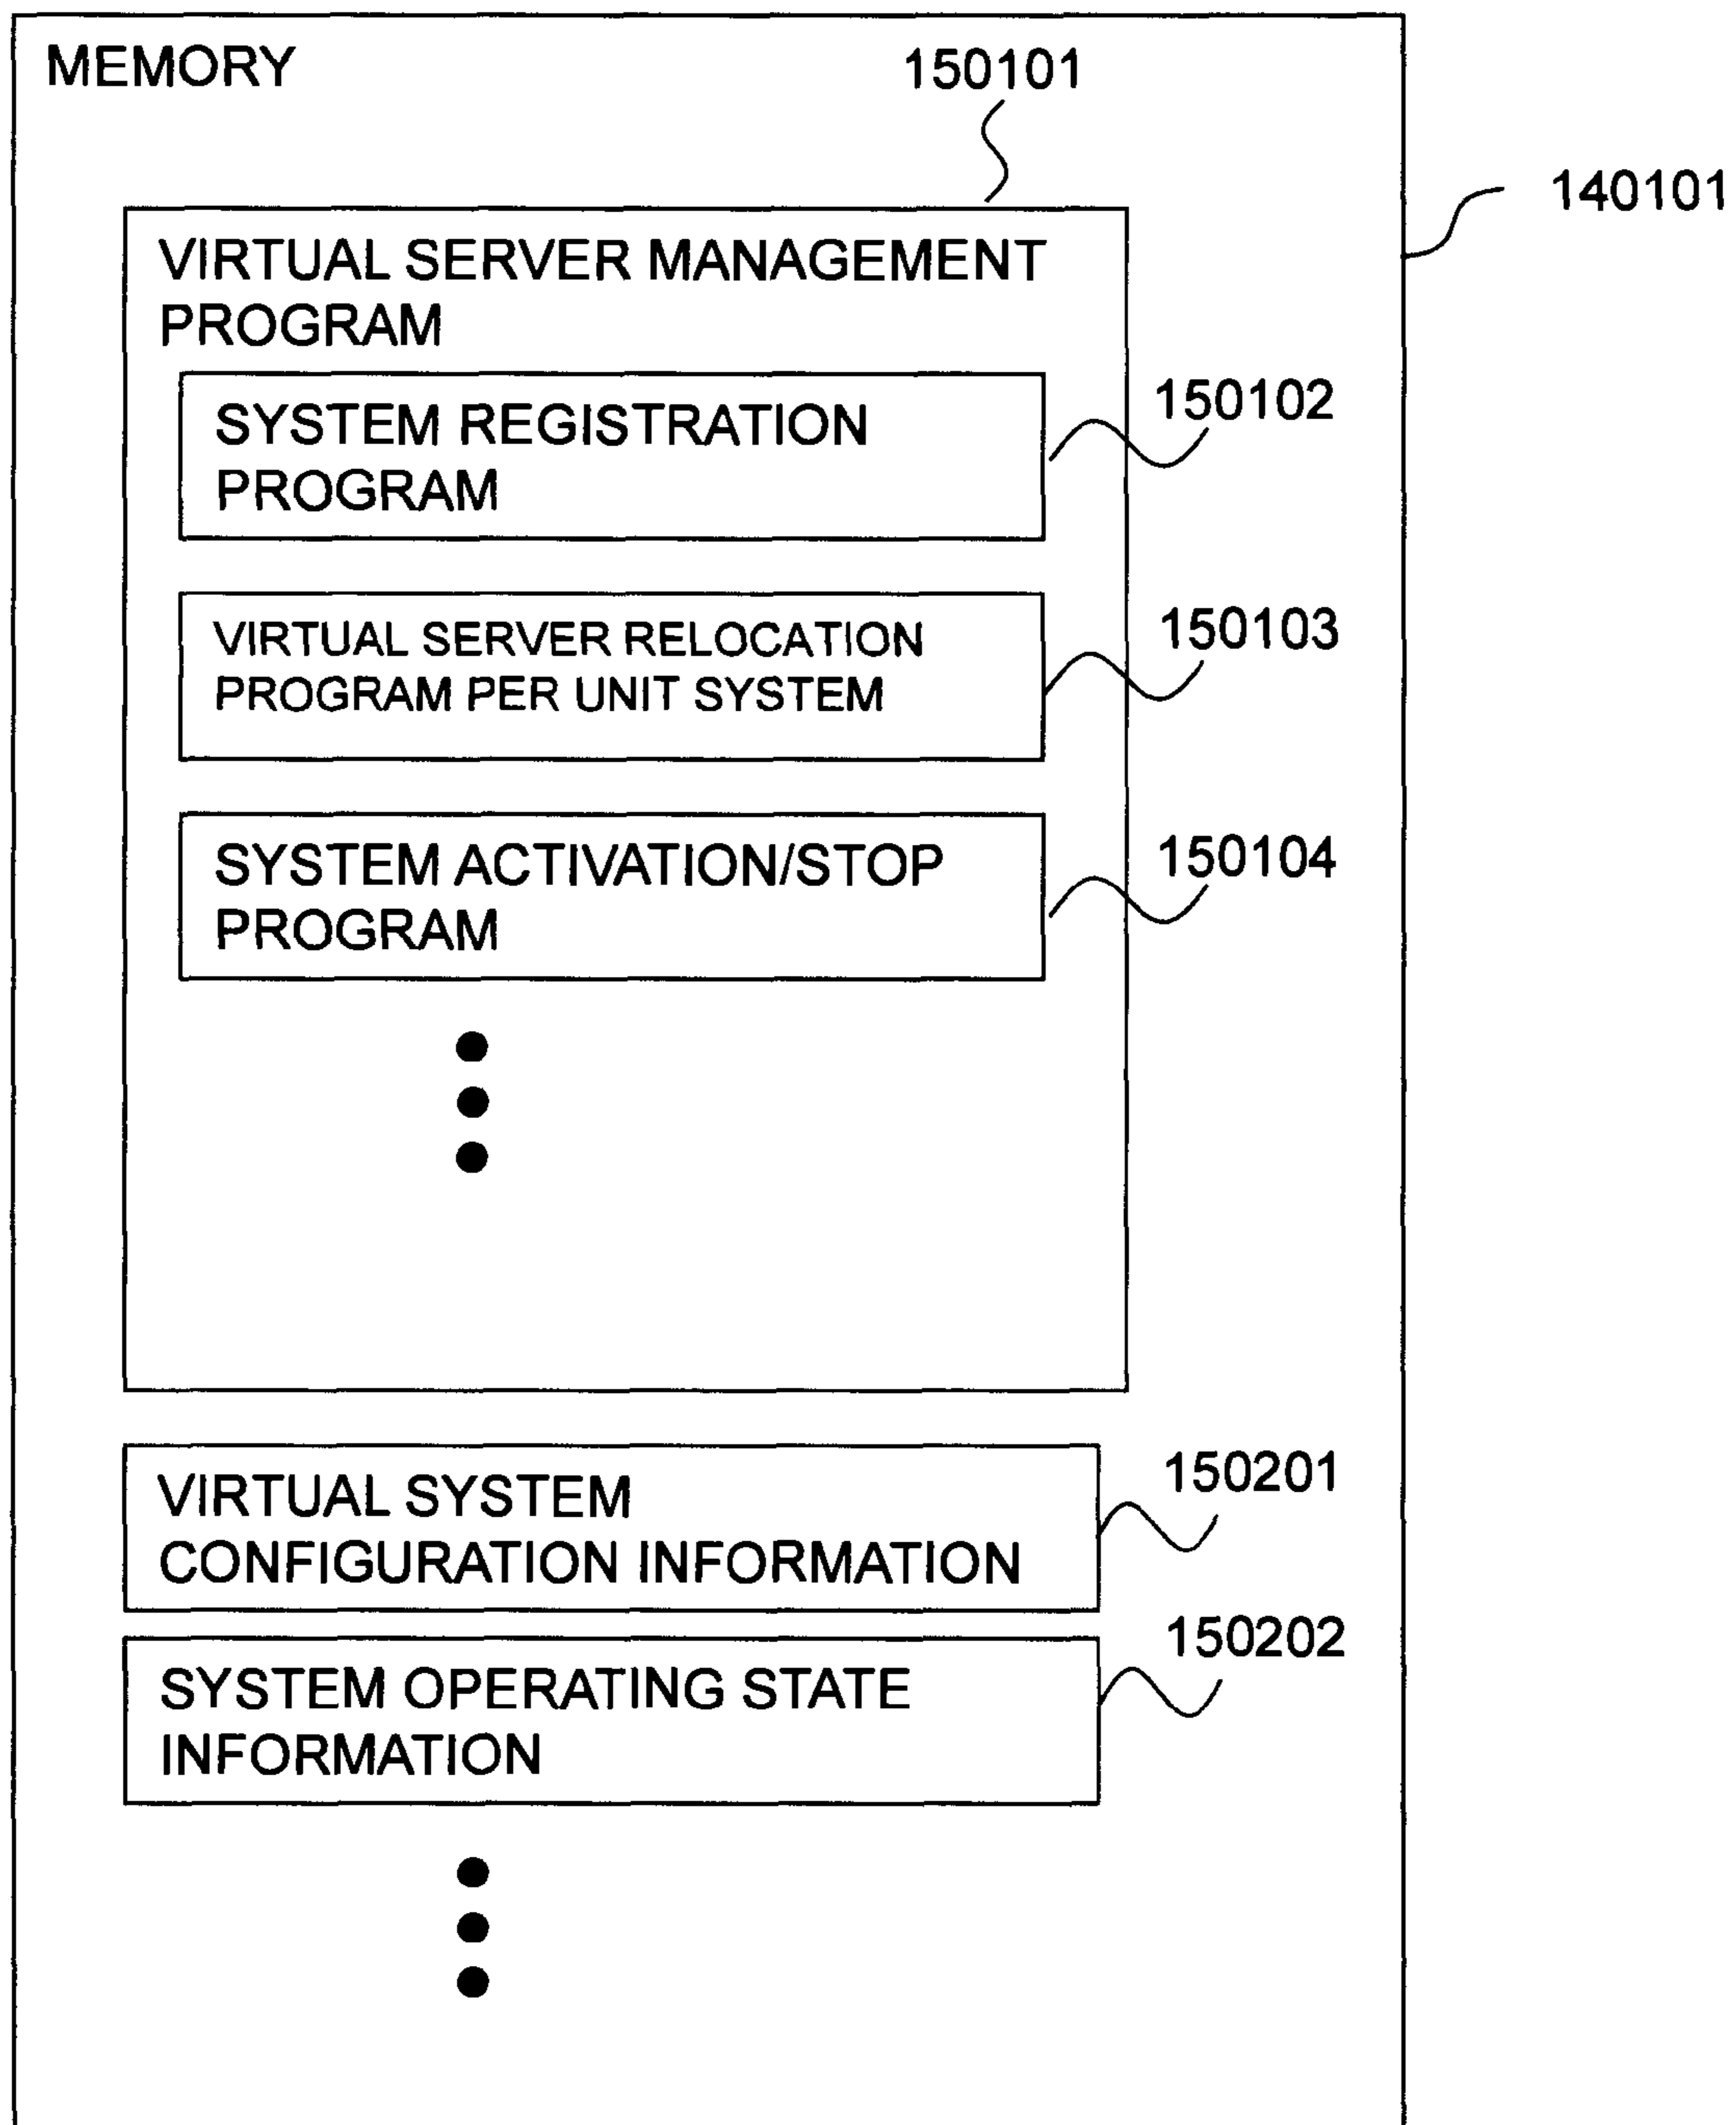 MEMORY
150101
140101
VIRTUAL SERVER MANAGEMENT
PROGRAM
150102
SYSTEM REGISTRATION
PROGRAM
150103
VIRTUAL SERVER RELOCATION
PROGRAM PER UNIT SYSTEM
150104
SYSTEM ACTIVATION/STOP
PROGRAM
150201
VIRTUAL SYSTEM
CONFIGURATION INFORMATION
150202
SYSTEM OPERATING STATE
INFORMATION